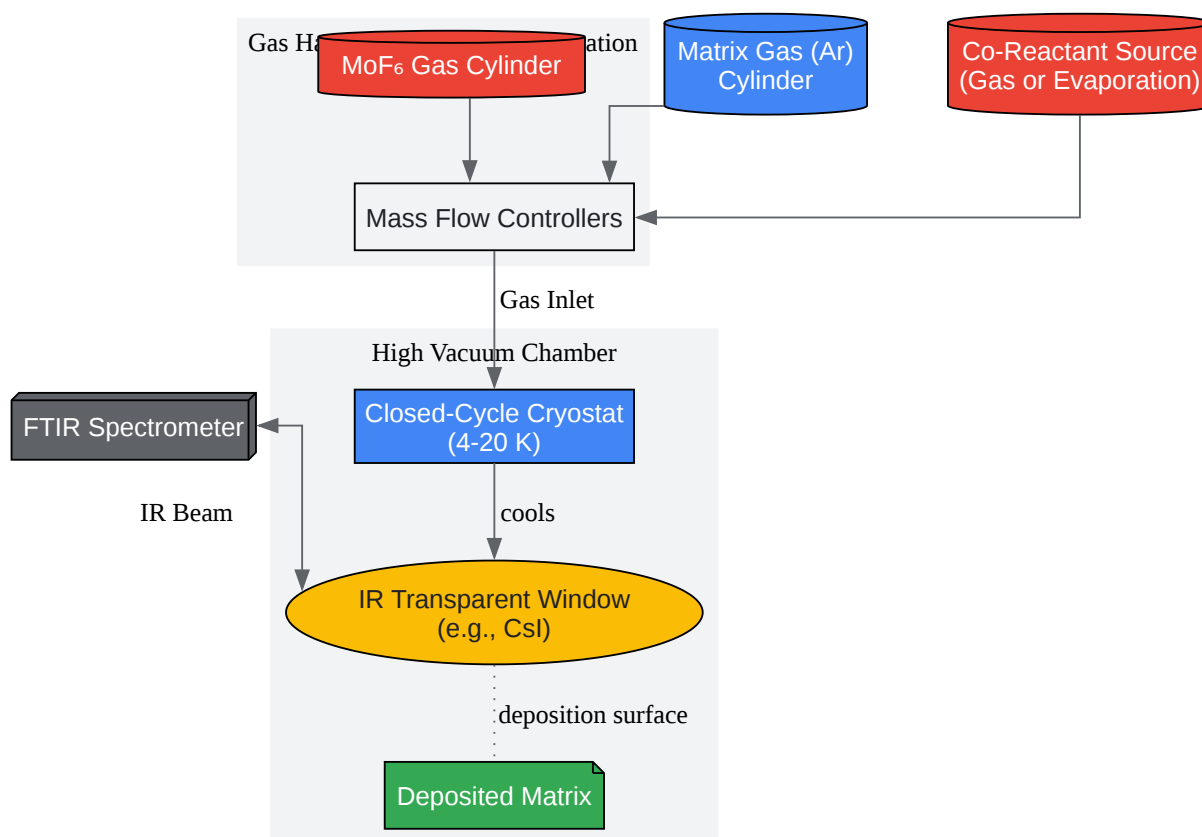 Gas Ha
ation
MoF₆ Gas Cylinder
Matrix Gas (Ar)
Cylinder
Co-Reactant Source
(Gas or Evaporation)
Mass Flow Controllers
Gas Inlet
High Vacuum Chamber
FTIR Spectrometer
Closed-Cycle Cryostat
(4-20 K)
IR Beam
cools
IR Transparent Window
(e.g., CsI)
deposition surface
Deposited Matrix